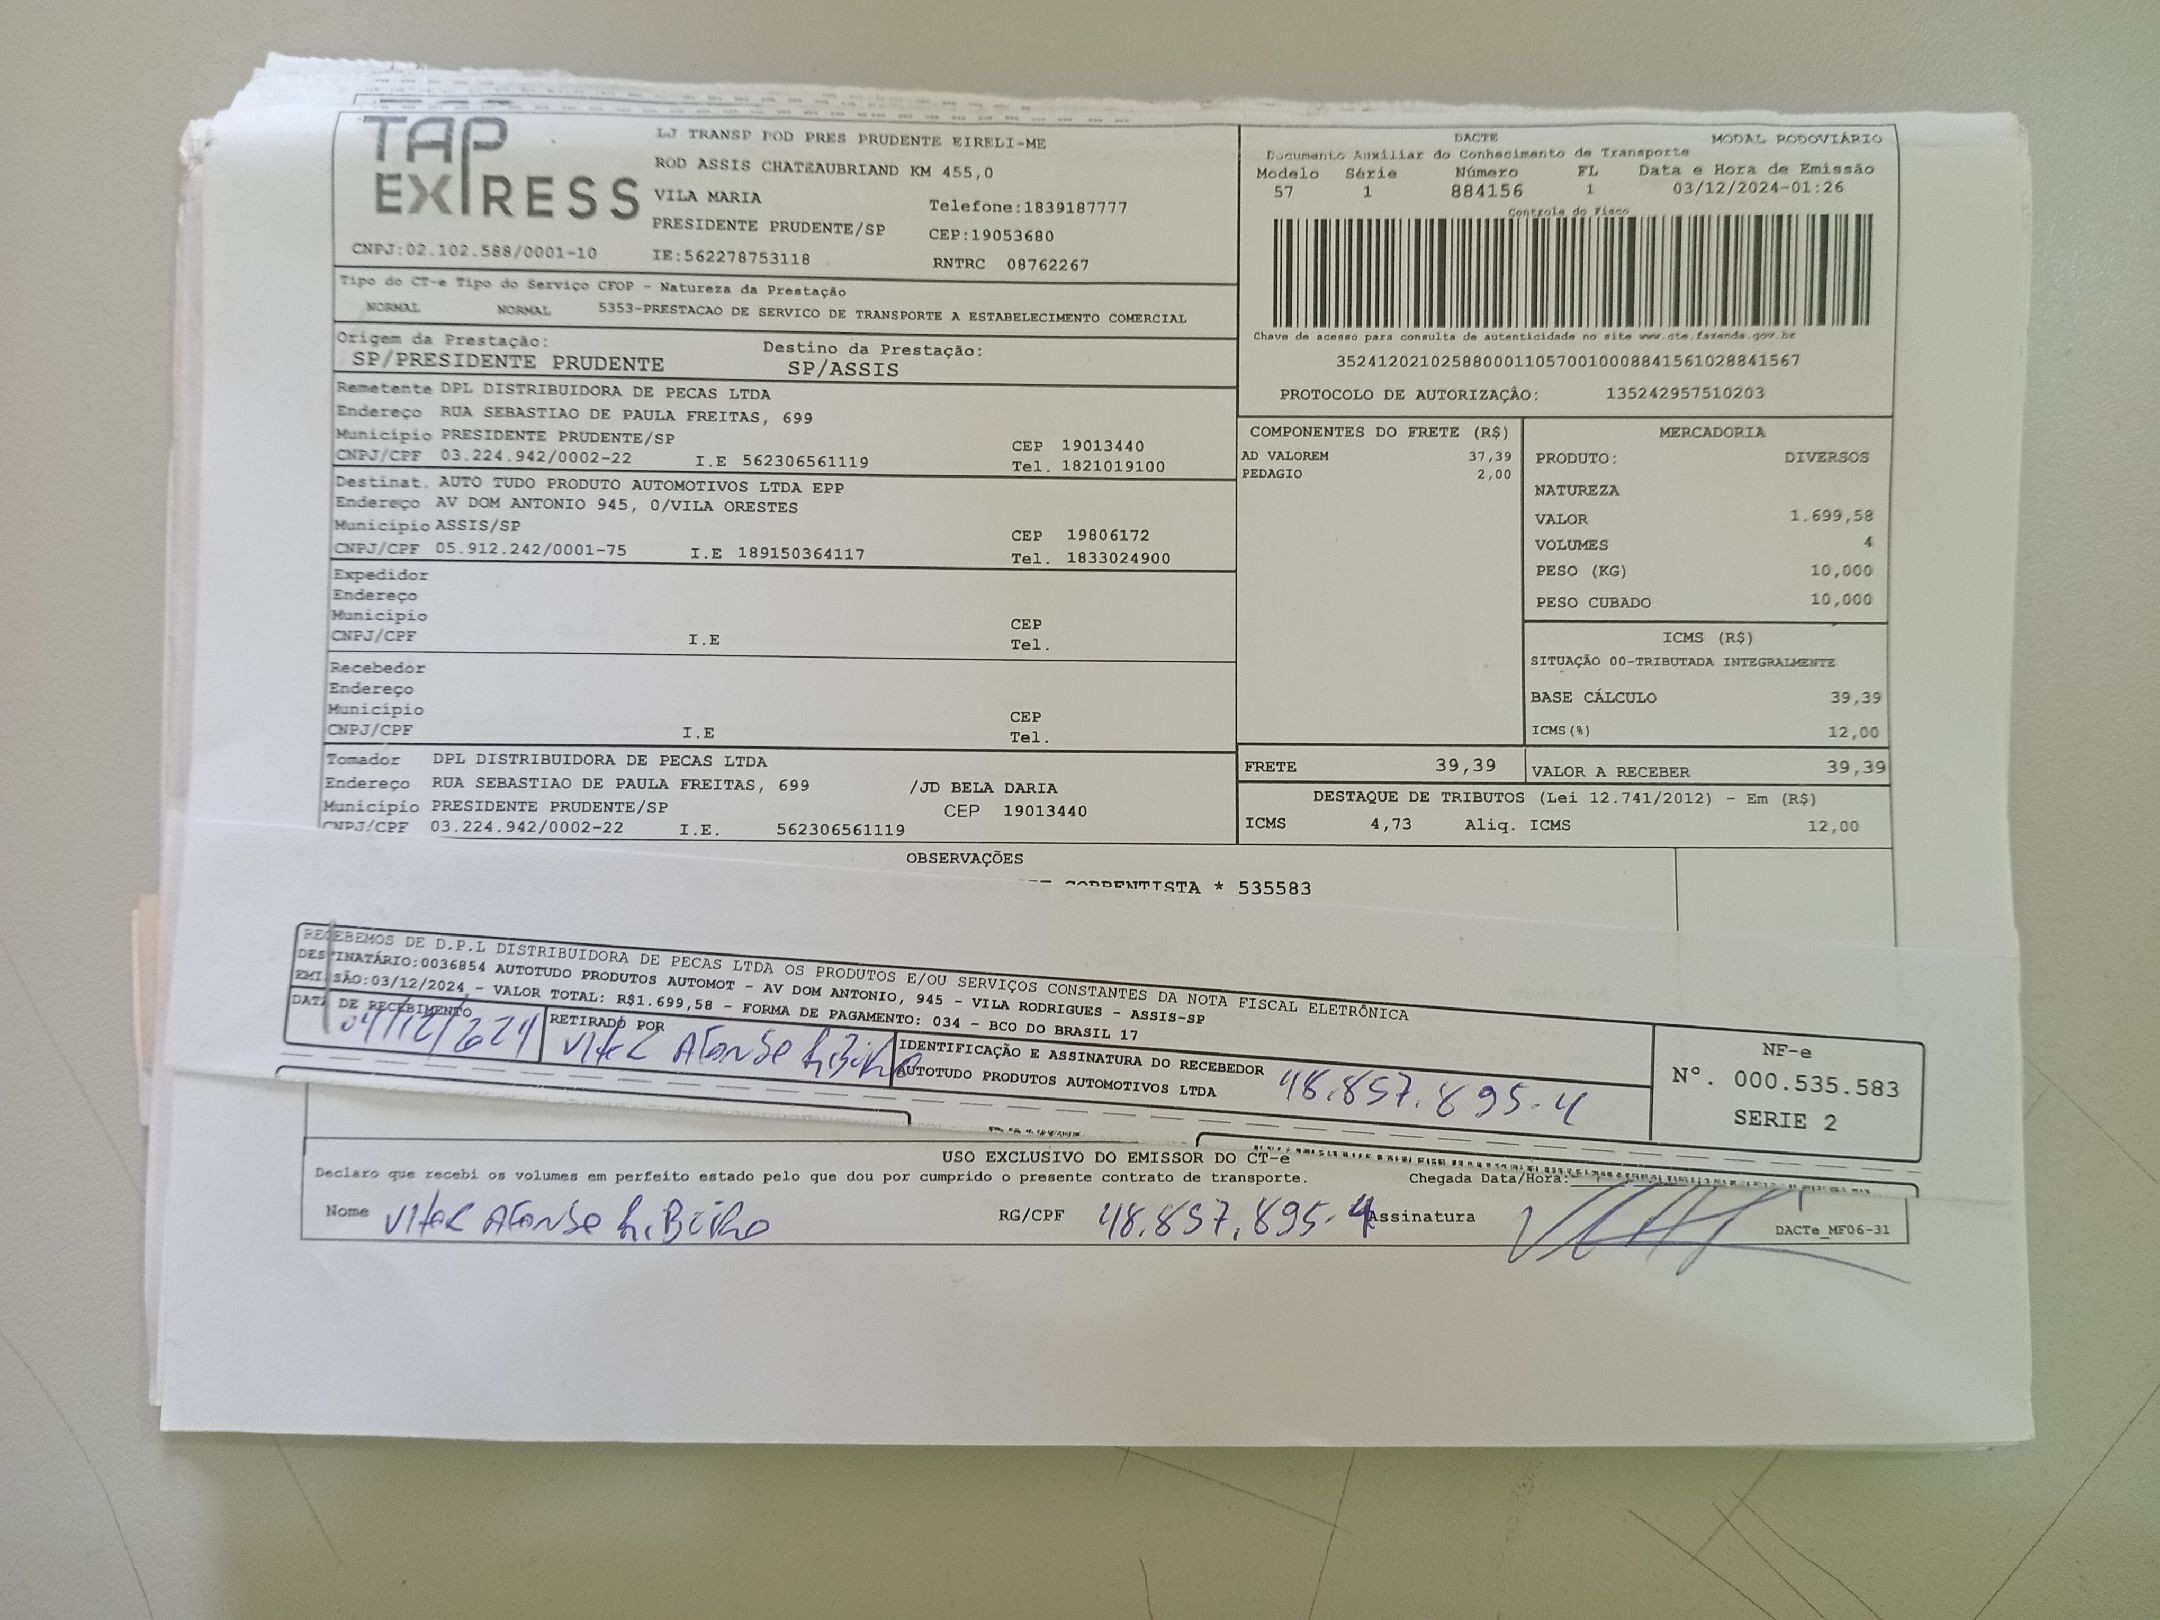 TAP EXPRESS
LJ TRANSP ROD PRES PRUDENTE EIRELI-ME
ROD ASSIS CHATEAUBRIAND KM 455,0
VILA MARIA
Telefone:1839187777
PRESIDENTE PRUDENTE/SP
CEP:19053680
CNPJ:02.102.588/0001-10
IE:562278753118
RNTRC 08762267
DACTE
MODAL RODOVIÁRIO
Documento Auxiliar do Conhecimento de Transporte
Modelo Série Número FL Data e Hora de Emissão
57 1 884156 1 03/12/2024-01:26
Controle do Fisco
Chave de acesso para consulta de autenticidade no site www.cte.fazenda.gov.br
35241202102588000110570010008841561028841567
PROTOCOLO DE AUTORIZAÇÂO: 135242957510203
Tipo do CT-e Tipo do Serviço CFOP - Natureza da Prestação
NORMAL NORMAL 5353-PRESTACAO DE SERVICO DE TRANSPORTE A ESTABELECIMENTO COMERCIAL
Origem da Prestação: Destino da Prestação:
SP/PRESIDENTE PRUDENTE SP/ASSIS
Remetente DPL DISTRIBUIDORA DE PECAS LTDA
Endereço RUA SEBASTIAO DE PAULA FREITAS, 699
Município PRESIDENTE PRUDENTE/SP CEP 19013440
CNPJ/CPF 03.224.942/0002-22 I.E 562306561119 Tel. 1821019100
Destinat. AUTO TUDO PRODUTO AUTOMOTIVOS LTDA EPP
Endereço AV DOM ANTONIO 945, 0/VILA ORESTES
Município ASSIS/SP CEP 19806172
CNPJ/CPF 05.912.242/0001-75 I.E 189150364117 Tel. 1833024900
Expedidor
Endereço
Município CEP
CNPJ/CPF I.E Tel.
Recebedor
Endereço
Município CEP
CNPJ/CPF I.E Tel.
Tomador DPL DISTRIBUIDORA DE PECAS LTDA
Endereço RUA SEBASTIAO DE PAULA FREITAS, 699 /JD BELA DARIA
Município PRESIDENTE PRUDENTE/SP CEP 19013440
CNPJ/CPF 03.224.942/0002-22 I.E. 562306561119
COMPONENTES DO FRETE (R$)
AD VALOREM 37,39
PEDAGIO 2,00
MERCADORIA
PRODUTO: DIVERSOS
NATUREZA
VALOR 1.699,58
VOLUMES 4
PESO (KG) 10,000
PESO CUBADO 10,000
ICMS (R$)
SITUAÇÃO 00-TRIBUTADA INTEGRALMENTE
BASE CÁLCULO 39,39
ICMS(%) 12,00
FRETE 39,39 VALOR A RECEBER 39,39
DESTAQUE DE TRIBUTOS (Lei 12.741/2012) - Em (R$)
ICMS 4,73 Aliq. ICMS 12,00
OBSERVAÇÕES
CORRENTISTA * 535583
RECEBEMOS DE D.P.L DISTRIBUIDORA DE PECAS LTDA OS PRODUTOS E/OU SERVIÇOS CONSTANTES DA NOTA FISCAL ELETRÔNICA
DESTINATÁRIO:0036854 AUTOTUDO PRODUTOS AUTOMOT - AV DOM ANTONIO, 945 - VILA RODRIGUES - ASSIS-SP
EMISSÃO:03/12/2024 - VALOR TOTAL: R$1.699,58 - FORMA DE PAGAMENTO: 034 - BCO DO BRASIL 17
DATA DE RECEBIMENTO
04/12/2024
RETIRADO POR
IDENTIFICAÇÃO E ASSINATURA DO RECEBEDOR
AUTOTUDO PRODUTOS AUTOMOTIVOS LTDA
48.857.895-4
NF-e
Nº. 000.535.583
SERIE 2
USO EXCLUSIVO DO EMISSOR DO CT-e
Declaro que recebi os volumes em perfeito estado pelo que dou por cumprido o presente contrato de transporte. Chegada Data/Hora:
Nome RG/CPF 48.857.895-4 Assinatura
DACTe_MF06-31